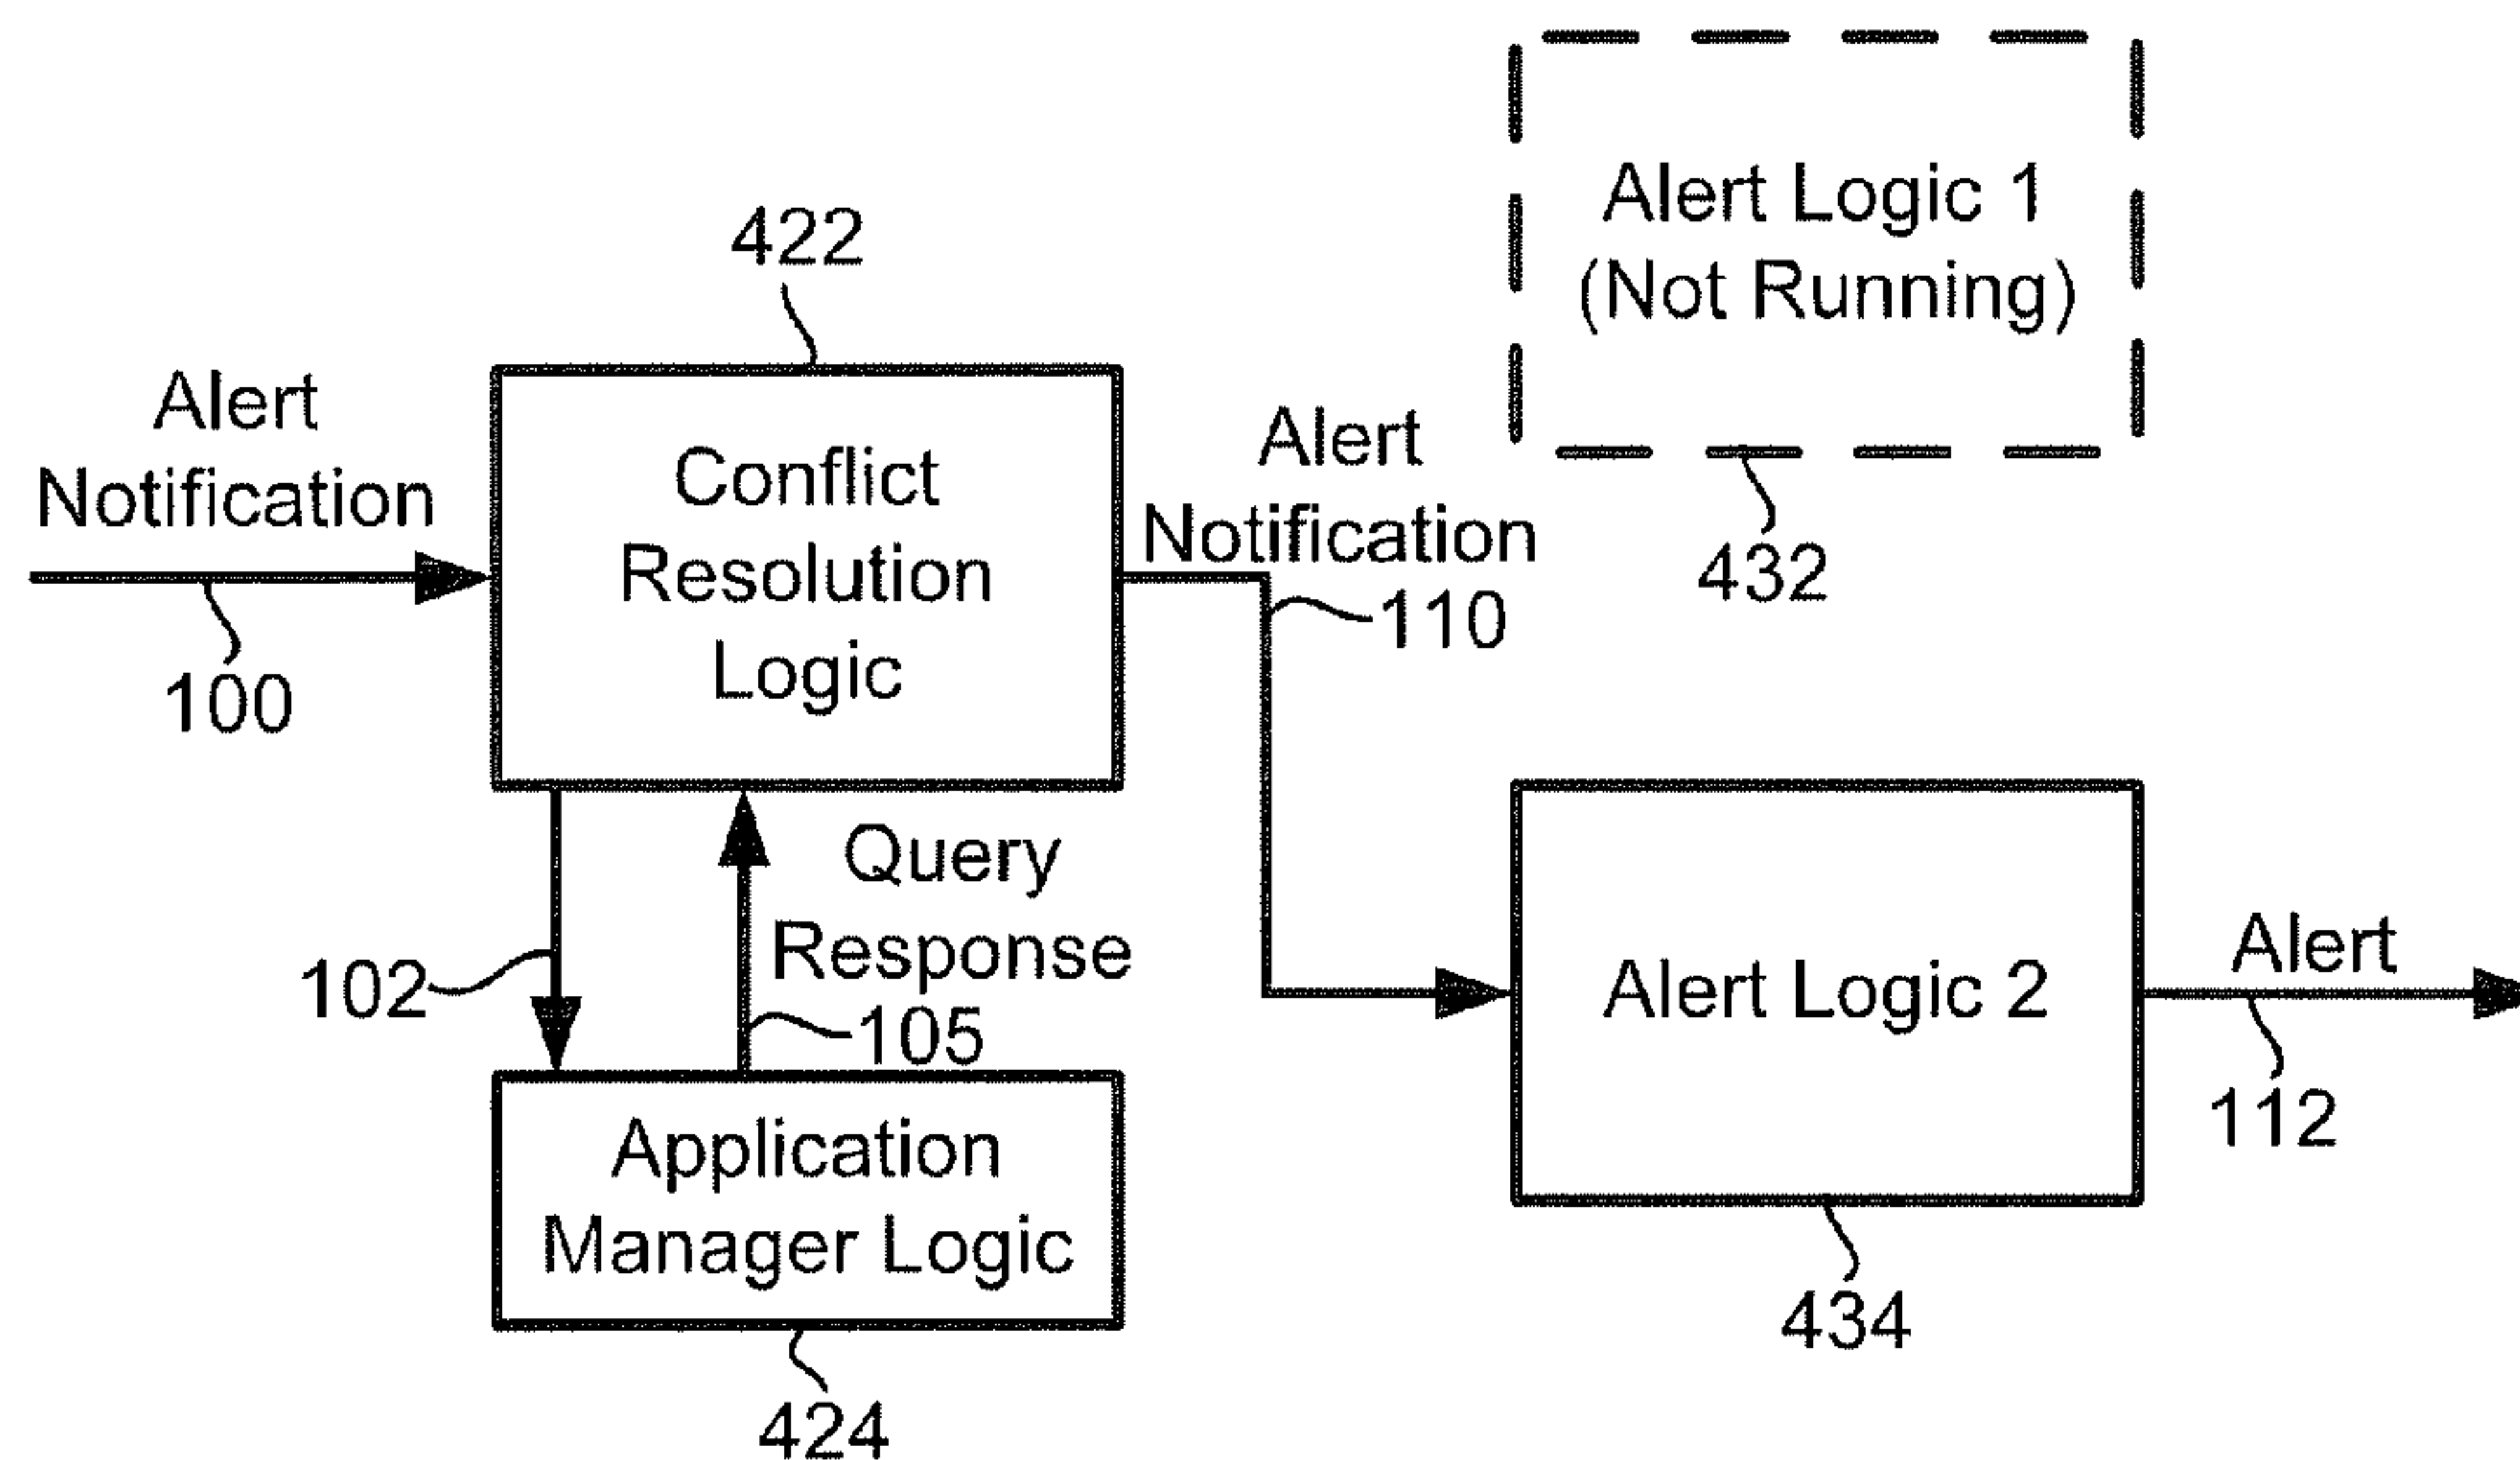 Alert Logic 1
(Not Running)
432
422
Alert
Notification
100
Conflict
Resolution
Logic
Alert
Notification
110
102
Query
Response
105
Application
Manager Logic
424
Alert Logic 2
434
Alert
112